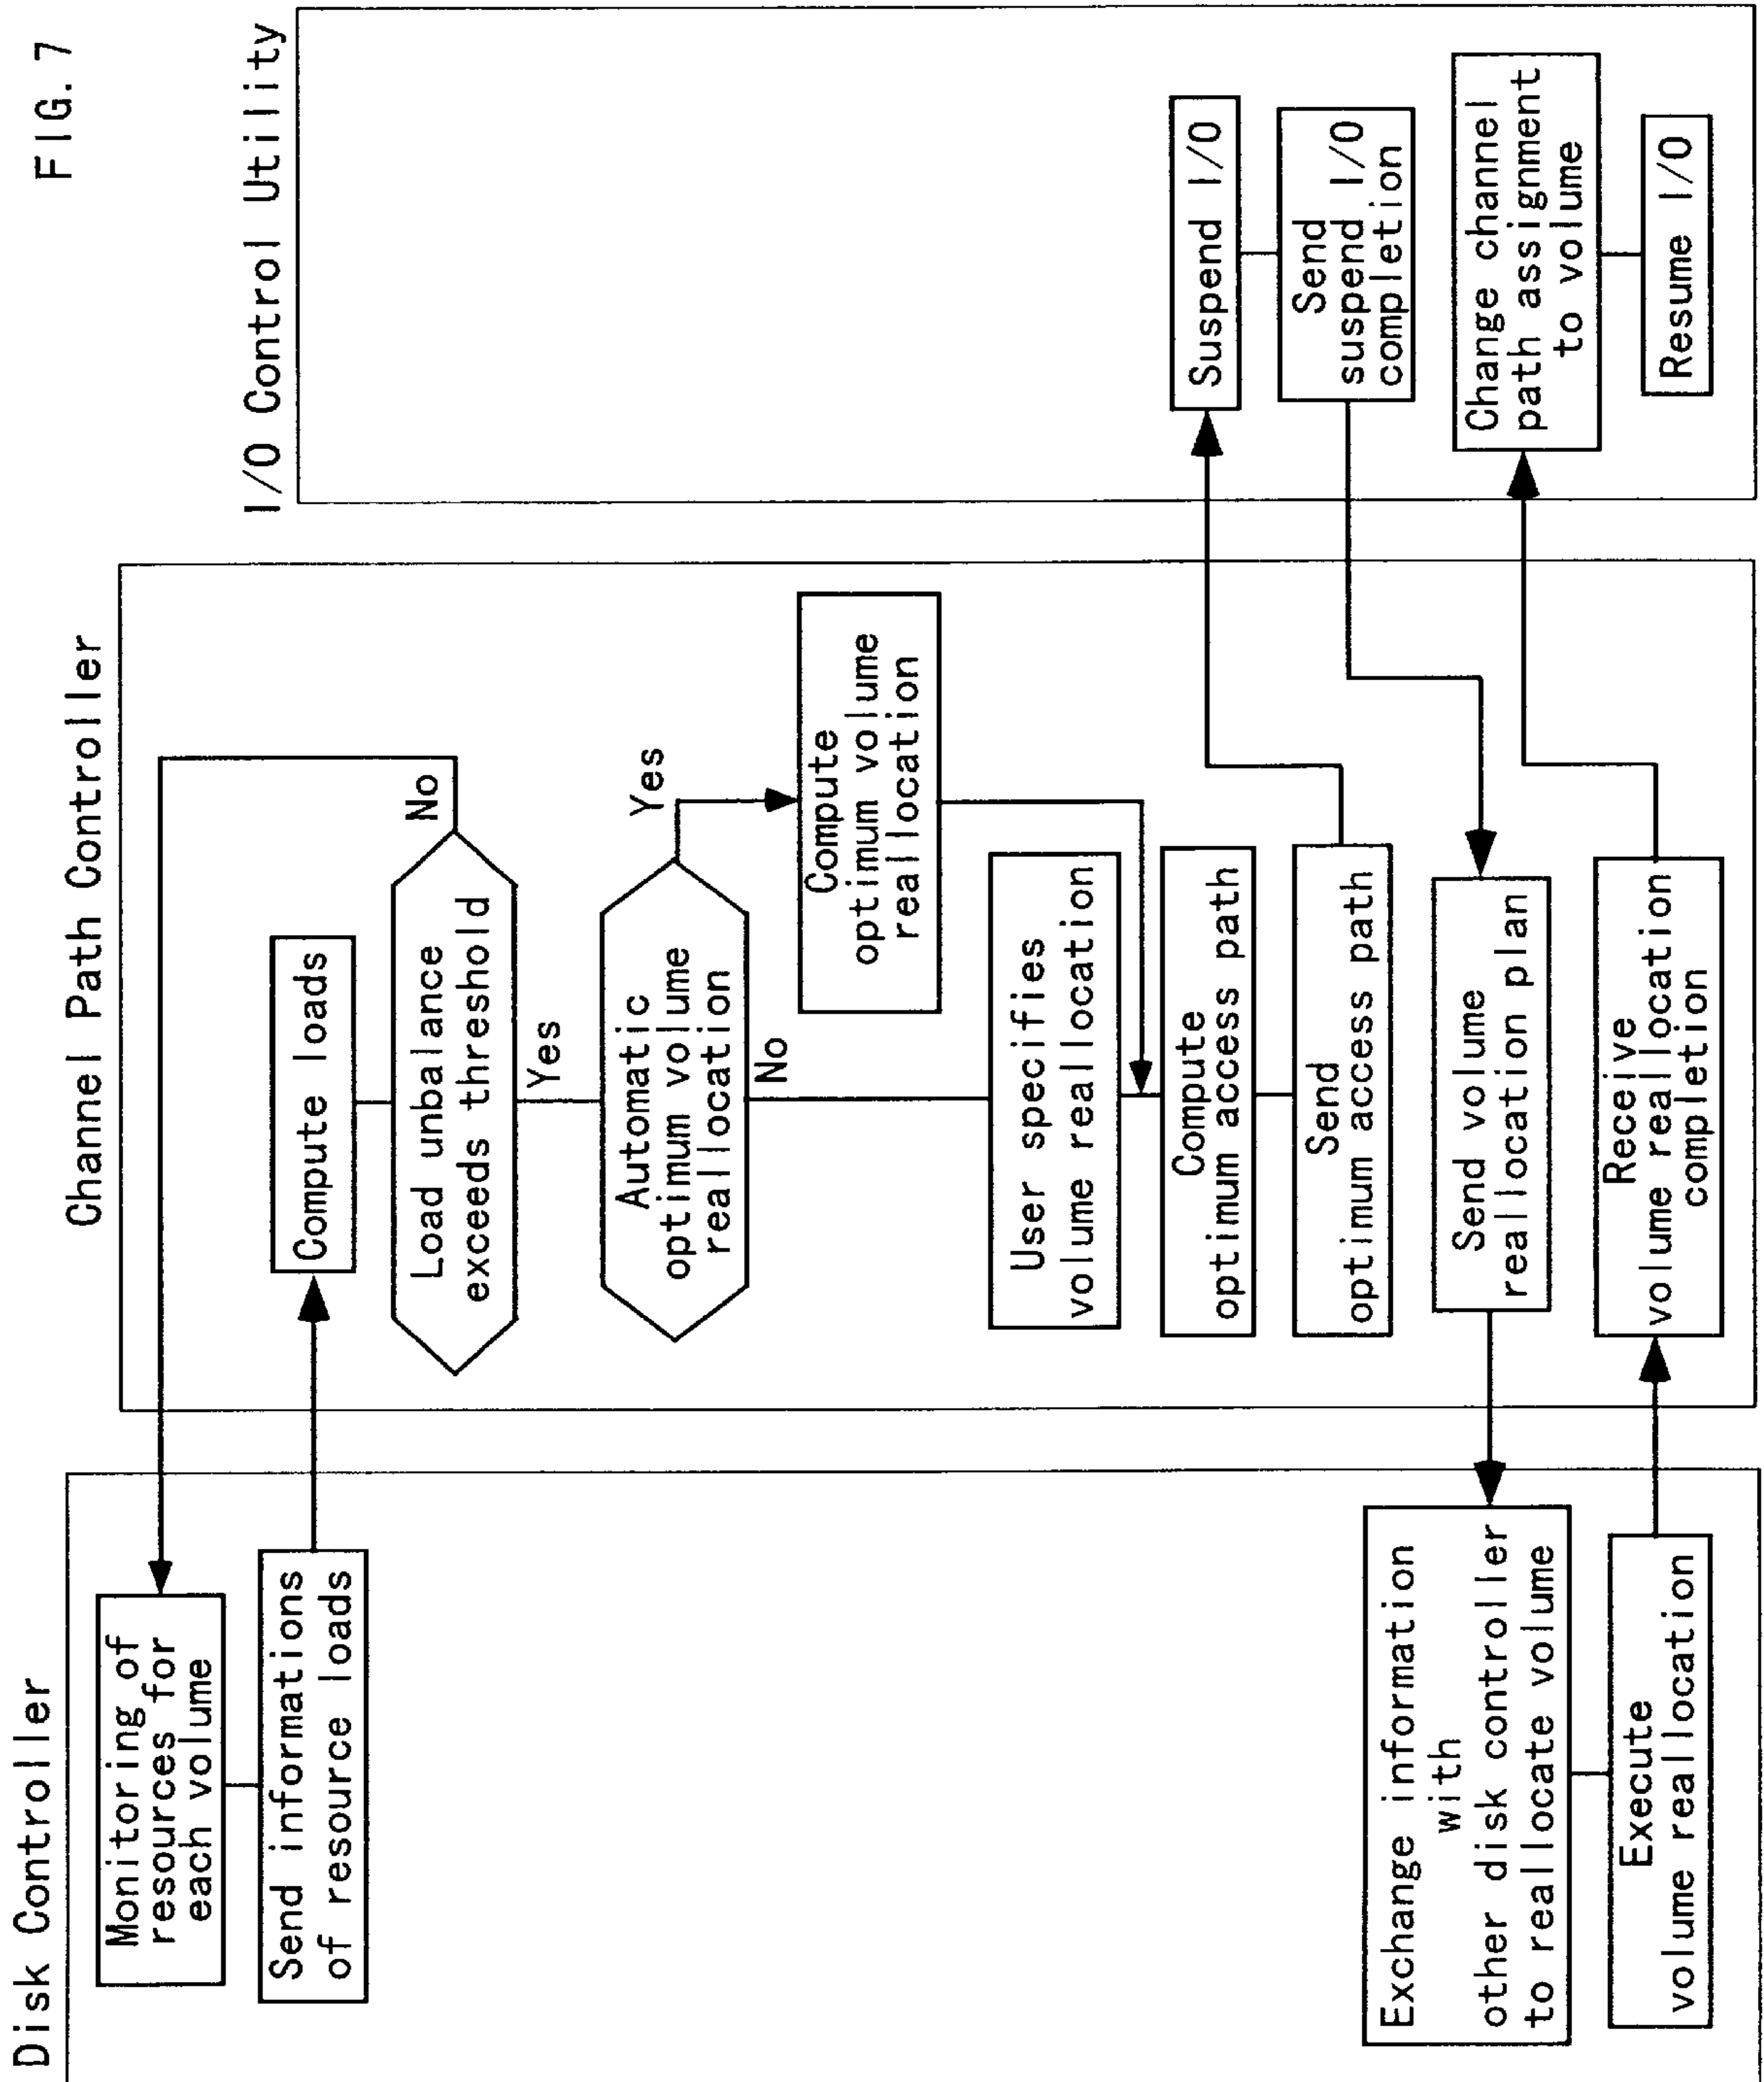 FIG. 7
Disk Controller
Monitoring of
resources for
each volume
Send informations
of resource loads
Exchange information
with
other disk controller
to reallocate volume
Execute
volume reallocation
Channel Path Controller
Compute loads
Load unbalance
exceeds threshold
No
Yes
Automatic
optimum volume
reallocation
Yes
No
Compute
optimum volume
reallocation
User specifies
volume reallocation
Compute
optimum access path
Send
optimum access path
Send volume
reallocation plan
Receive
volume reallocation
completion
I/O Control Utility
Suspend I/O
Send
suspend I/O
completion
Change channel
path assignment
to volume
Resume I/O